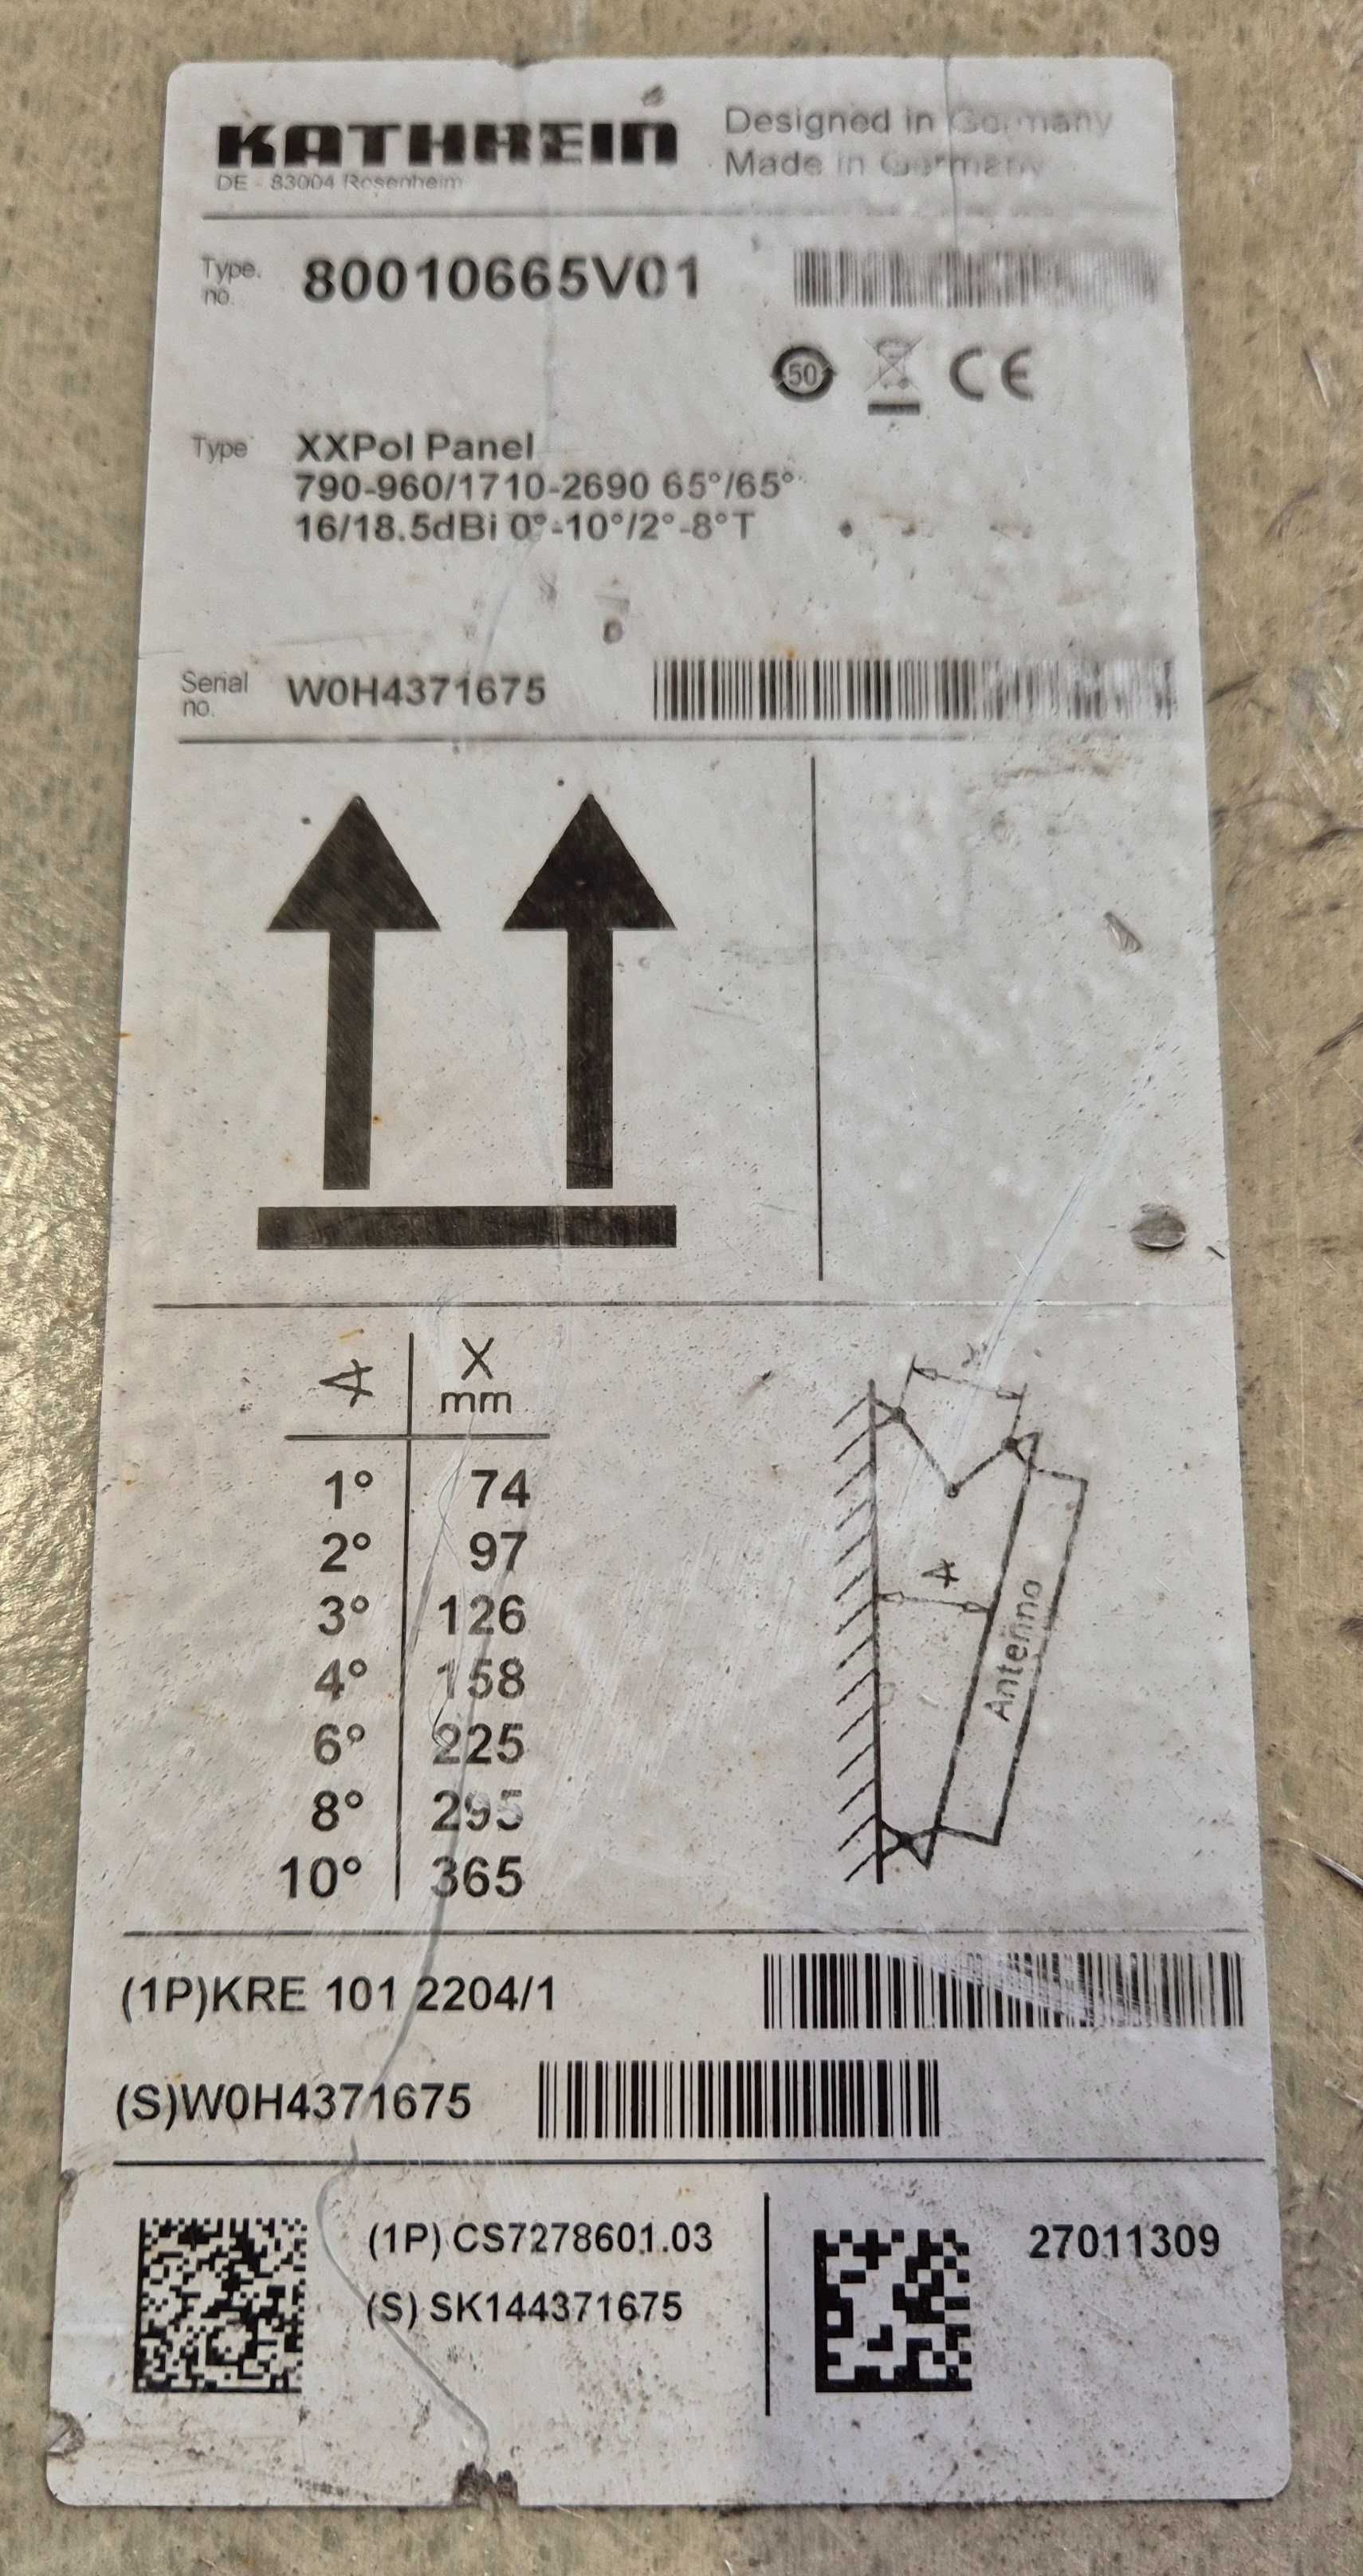 KATHREIN
DE - 83004 Rosenheim
Designed in Germany
Made in Germany
Type. no. 80010665V01
50
CE
Type XXPol Panel
790-960/1710-2690 65°/65°
16/18.5dBi 0°-10°/2°-8°T
Serial no. W0H4371675
∢ X
mm
1° 74
2° 97
3° 126
4° 158
6° 225
8° 295
10° 365
X
∢
Antenna
(1P)KRE 101 2204/1
(S)W0H4371675
(1P) CS7278601.03
(S) SK144371675
27011309